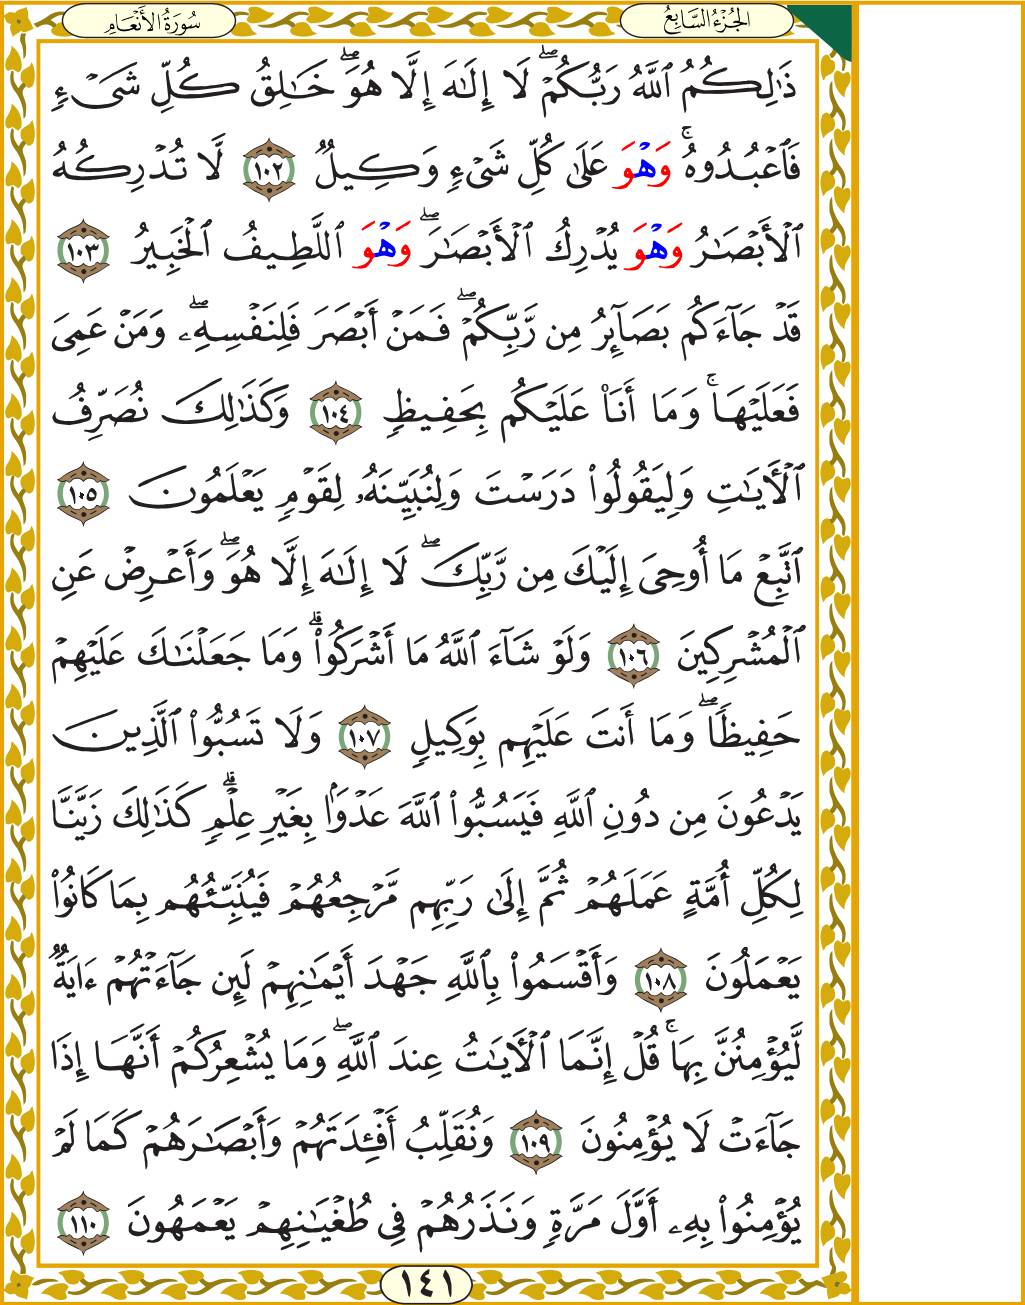 سُورَةُ الأَنْعَامِ
الجُزْءُ السَّابِعُ
ذَٰلِكُمُ ٱللَّهُ رَبُّكُمْۖ لَآ إِلَٰهَ إِلَّا هُوَۖ خَٰلِقُ كُلِّ شَىْءٍ
فَٱعْبُدُوهُۚ وَهْوَ عَلَىٰ كُلِّ شَىْءٍ وَكِيلٌ ١٠٢ لَّا تُدْرِكُهُ
ٱلْأَبْصَٰرُ وَهْوَ يُدْرِكُ ٱلْأَبْصَٰرَۖ وَهْوَ ٱللَّطِيفُ ٱلْخَبِيرُ ١٠٣
قَدْ جَآءَكُم بَصَآئِرُ مِن رَّبِّكُمْۖ فَمَنْ أَبْصَرَ فَلِنَفْسِهِۦۖ وَمَنْ عَمِىَ
فَعَلَيْهَاۚ وَمَآ أَنَا۠ عَلَيْكُم بِحَفِيظٍ ١٠٤ وَكَذَٰلِكَ نُصَرِّفُ
ٱلْأَيَٰتِ وَلِيَقُولُوا۟ دَرَسْتَ وَلِنُبَيِّنَهُۥ لِقَوْمٍ يَعْلَمُونَ ١٠٥
ٱتَّبِعْ مَآ أُوحِىَ إِلَيْكَ مِن رَّبِّكَۖ لَآ إِلَٰهَ إِلَّا هُوَۖ وَأَعْرِضْ عَنِ
ٱلْمُشْرِكِينَ ١٠٦ وَلَوْ شَآءَ ٱللَّهُ مَآ أَشْرَكُوا۟ۗ وَمَا جَعَلْنَٰكَ عَلَيْهِمْ
حَفِيظًاۖ وَمَآ أَنتَ عَلَيْهِم بِوَكِيلٍ ١٠٧ وَلَا تَسُبُّوا۟ ٱلَّذِينَ
يَدْعُونَ مِن دُونِ ٱللَّهِ فَيَسُبُّوا۟ ٱللَّهَ عَدْوًۢا بِغَيْرِ عِلْمٍۗ كَذَٰلِكَ زَيَّنَّا
لِكُلِّ أُمَّةٍ عَمَلَهُمْ ثُمَّ إِلَىٰ رَبِّهِم مَّرْجِعُهُمْ فَيُنَبِّئُهُم بِمَا كَانُوا۟
يَعْمَلُونَ ١٠٨ وَأَقْسَمُوا۟ بِٱللَّهِ جَهْدَ أَيْمَٰنِهِمْ لَئِن جَآءَتْهُمْ ءَايَةٌ
لَّيُؤْمِنُنَّ بِهَاۚ قُلْ إِنَّمَا ٱلْأَيَٰتُ عِندَ ٱللَّهِۖ وَمَا يُشْعِرُكُمْ أَنَّهَآ إِذَا
جَآءَتْ لَا يُؤْمِنُونَ ١٠٩ وَنُقَلِّبُ أَفْـِٔدَتَهُمْ وَأَبْصَٰرَهُمْ كَمَا لَمْ
يُؤْمِنُوا۟ بِهِۦٓ أَوَّلَ مَرَّةٍ وَنَذَرُهُمْ فِى طُغْيَٰنِهِمْ يَعْمَهُونَ ١١٠
١٤١